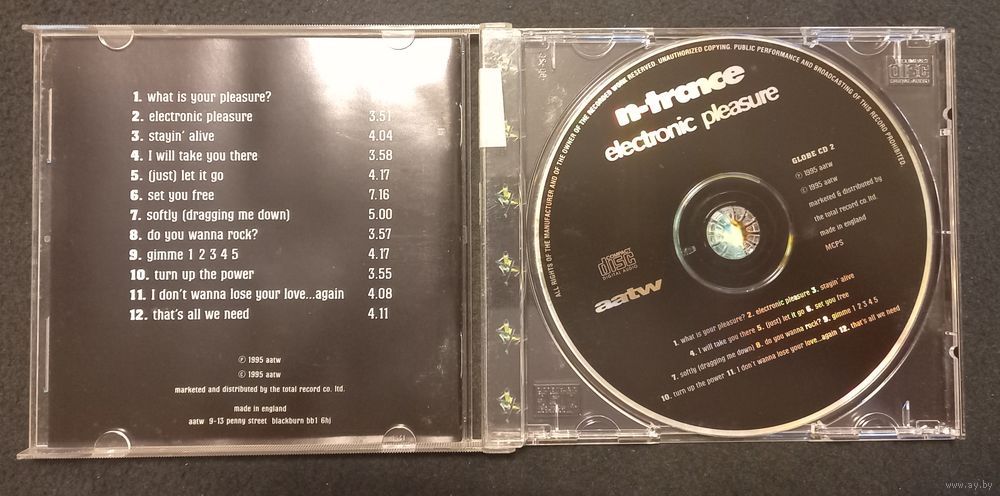 1. what is your pleasure?
2. electronic pleasure 3.51
3. stayin' alive 4.04
4. I will take you there 3.58
5. (just) let it go 4.17
6. set you free 7.16
7. softly (dragging me down) 5.00
8. do you wanna rock? 3.57
9. gimme 1 2 3 4 5 4.17
10. turn up the power 3.55
11. I don't wanna lose your love...again 4.08
12. that's all we need 4.11
℗ 1995 aatw
© 1995 aatw
marketed and distributed by the total record co. ltd.
made in england
aatw 9-13 penny street blackburn bb1 6hj
ALL RIGHTS OF THE MANUFACTURER AND OF THE OWNER OF THE RECORDED WORK RESERVED. UNAUTHORIZED COPYING, PUBLIC PERFORMANCE AND BROADCASTING OF THIS RECORD PROHIBITED.
n-trance
electronic pleasure
GLOBE CD 2
℗ 1995 aatw
© 1995 aatw
marketed & distributed by
the total record co ltd.
made in england
MCPS
COMPACT
disc
DIGITAL AUDIO
aatw
1. what is your pleasure? 2. electronic pleasure 3. stayin' alive
4. I will take you there 5. (just) let it go 6. set you free
7. softly (dragging me down) 8. do you wanna rock? 9. gimme 1 2 3 4 5
10. turn up the power 11. I don't wanna lose your love...again 12. that's all we need
disc
www.ay.by